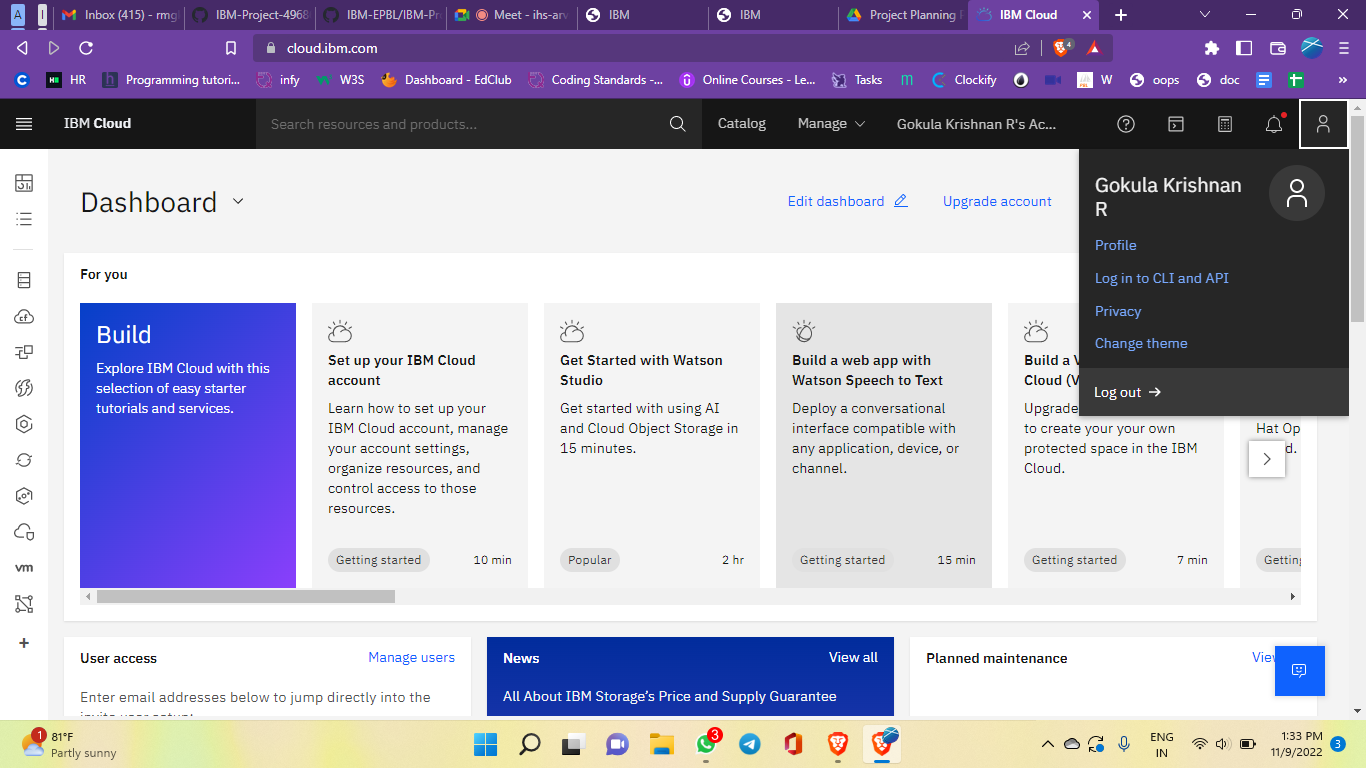 A
I
Inbox (415) - rmg
IBM-Project-4968
IBM-EPBL/IBM-Pr
Meet - ihs-arv
IBM
IBM
Project Planning
IBM Cloud
cloud.ibm.com
4
HR
Programming tutori...
infy
W3S
Dashboard - EdClub
Coding Standards -...
Online Courses - Le...
Tasks
Clockify
W
oops
doc
IBM Cloud
Search resources and products...
Catalog
Manage
Gokula Krishnan R's Ac...
Gokula Krishnan
R
Profile
Log in to CLI and API
Privacy
Change theme
Log out
Dashboard
Edit dashboard
Upgrade account
For you
Build
Explore IBM Cloud with this
selection of easy starter
tutorials and services.
Set up your IBM Cloud
account
Learn how to set up your
IBM Cloud account, manage
your account settings,
organize resources, and
control access to those
resources.
Getting started
10 min
Get Started with Watson
Studio
Get started with using AI
and Cloud Object Storage in
15 minutes.
Popular
2 hr
Build a web app with
Watson Speech to Text
Deploy a conversational
interface compatible with
any application, device, or
channel.
Getting started
15 min
Build a V
Cloud (V
Upgrade
to create your your own
protected space in the IBM
Cloud.
Getting started
7 min
Hat Op
d.
Getting
cf
vm
User access
Manage users
Enter email addresses below to jump directly into the
News
View all
All About IBM Storage's Price and Supply Guarantee
Planned maintenance
View
1
81°F
Partly sunny
3
ENG
IN
1:33 PM
11/9/2022
3